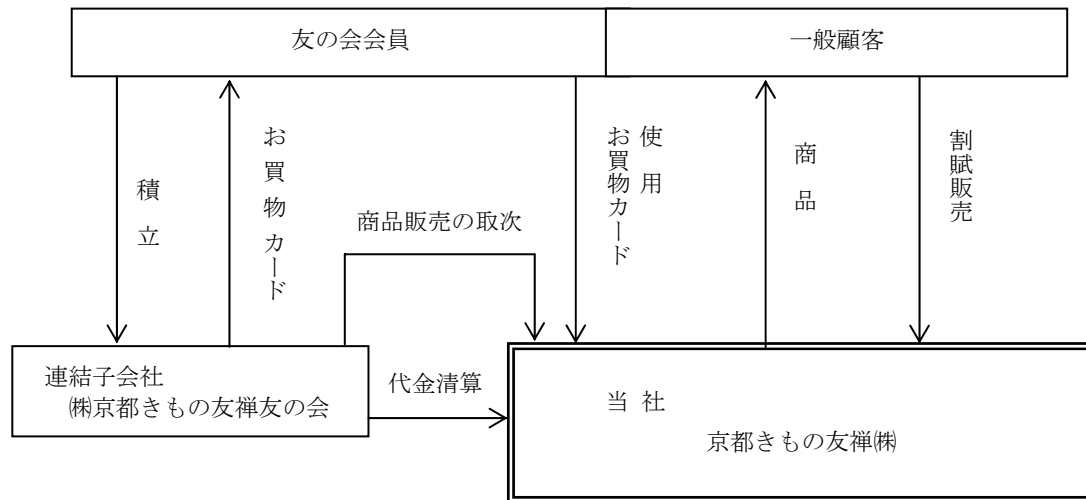 友の会会員
一般顧客
積立
お買物カード
商品販売の取次
お買物カード
使用
商品
割賦販売
連結子会社
㈱京都きもの友禅友の会
代金清算
当 社
京都きもの友禅㈱